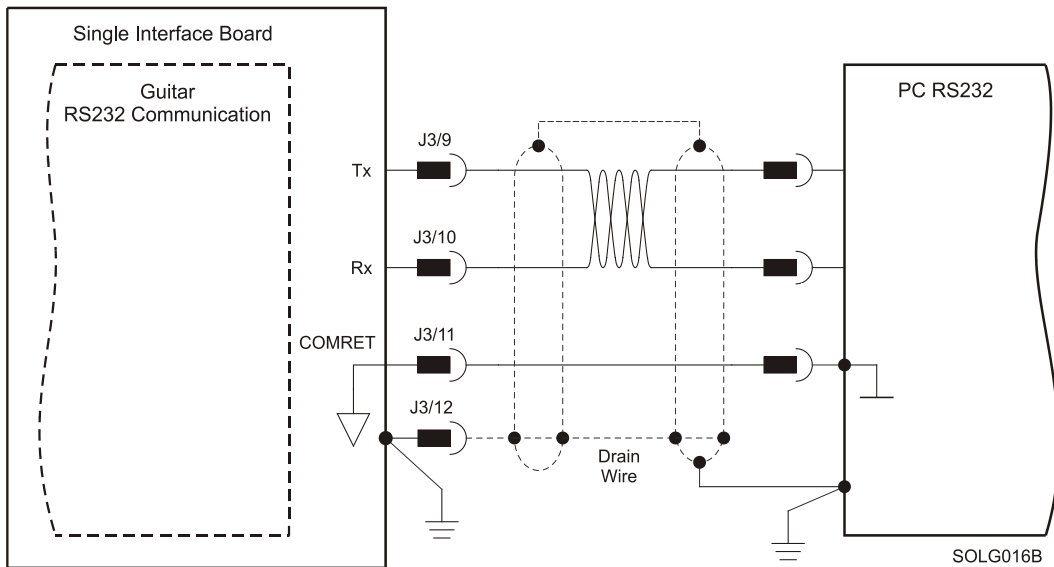 Single Interface Board
Guitar
RS232 Communication
PC RS232
J3/9
Tx
J3/10
Rx
J3/11
COMRET
J3/12
Drain
Wire
SOLG016B